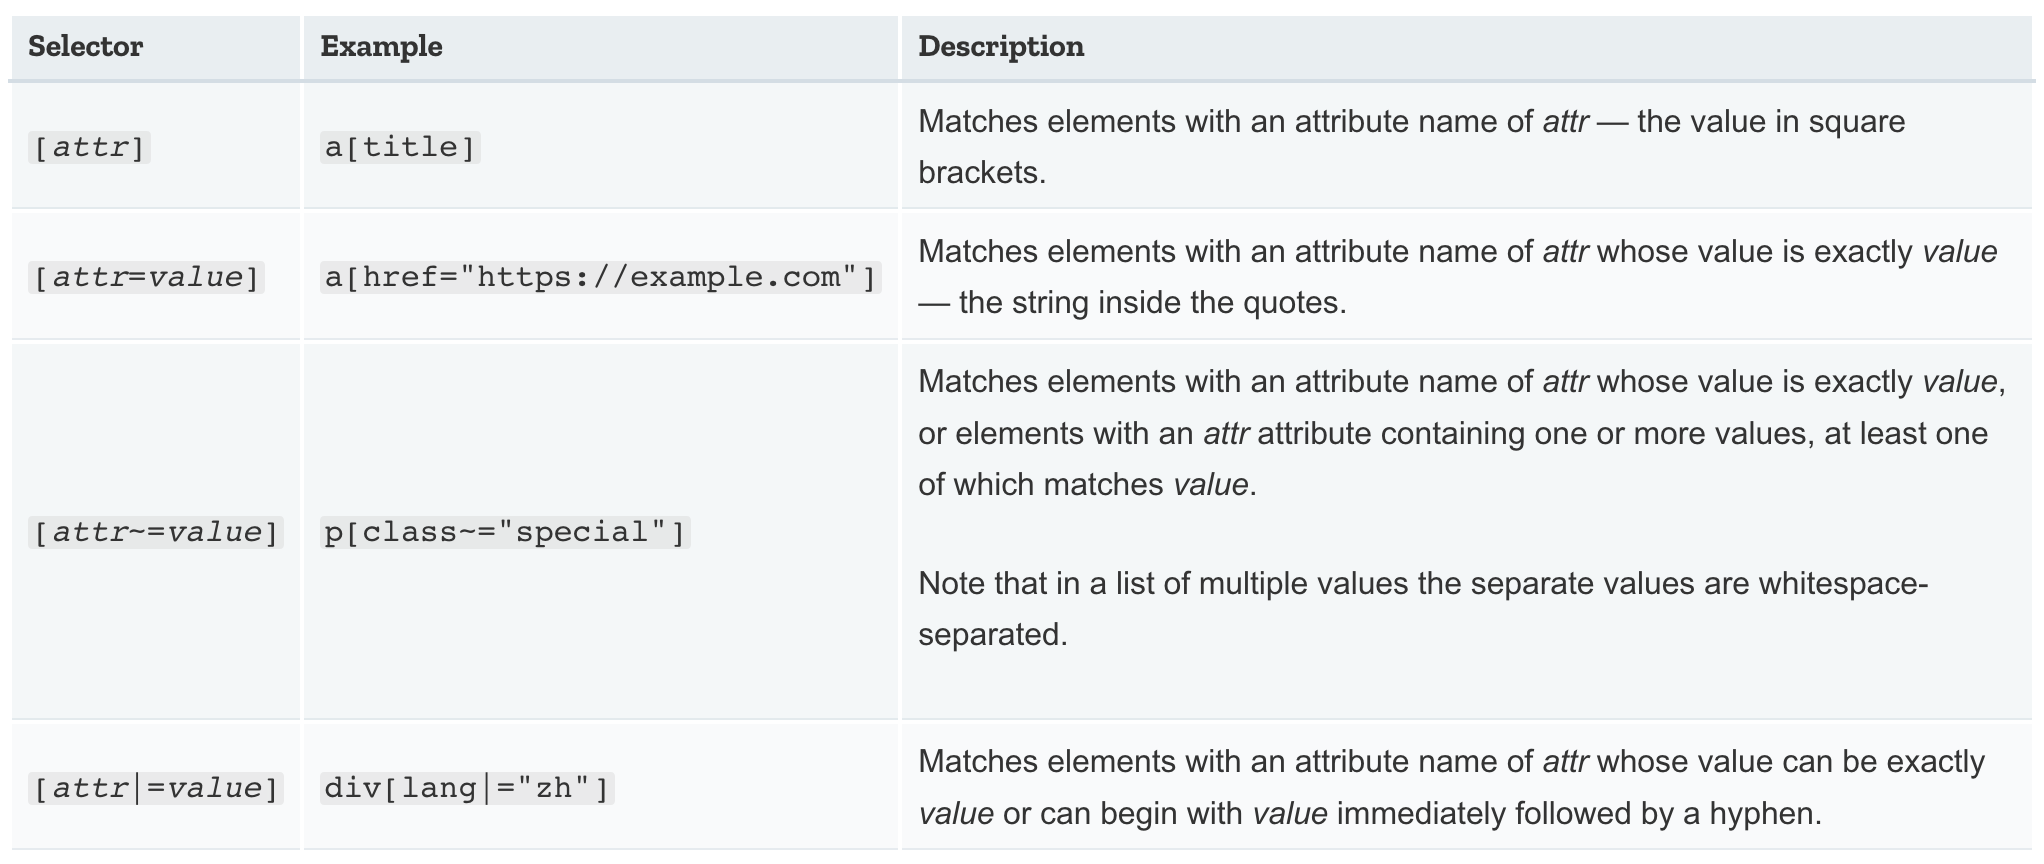 Selector Example Description
[attr] a[title] Matches elements with an attribute name of attr — the value in square
brackets.
[attr=value] a[href="https://example.com"] Matches elements with an attribute name of attr whose value is exactly value
— the string inside the quotes.
[attr~=value] p[class~="special"] Matches elements with an attribute name of attr whose value is exactly value,
or elements with an attr attribute containing one or more values, at least one
of which matches value.
Note that in a list of multiple values the separate values are whitespace-
separated.
[attr|=value] div[lang|="zh"] Matches elements with an attribute name of attr whose value can be exactly
value or can begin with value immediately followed by a hyphen.